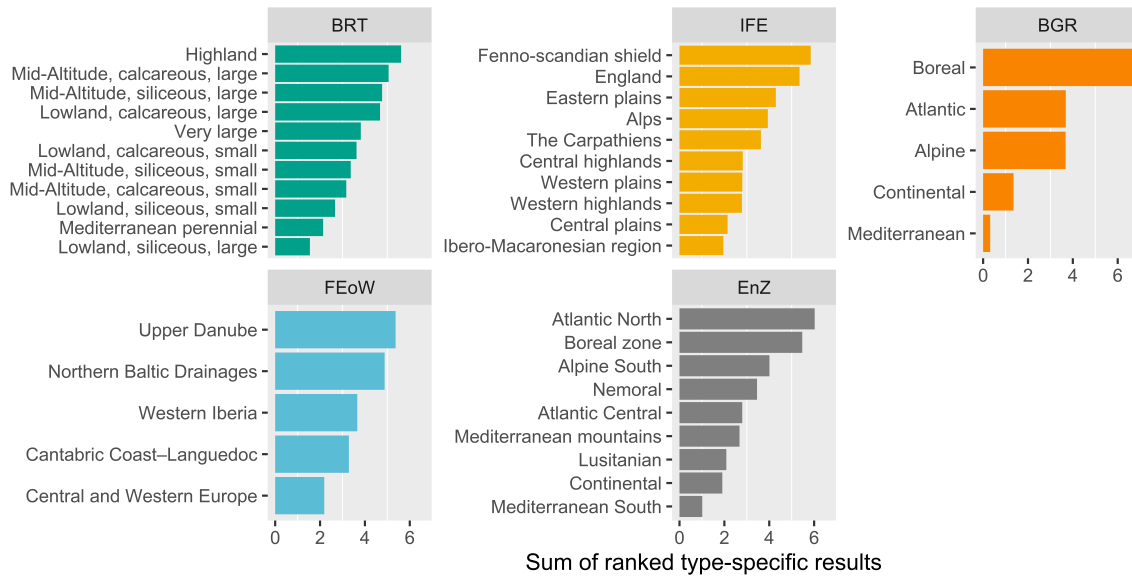 BRT
Highland
Mid-Altitude, calcareous, large
Mid-Altitude, siliceous, large
Lowland, calcareous, large
Very large
Lowland, calcareous, small
Mid-Altitude, siliceous, small
Mid-Altitude, calcareous, small
Lowland, siliceous, small
Mediterranean perennial
Lowland, siliceous, large
IFE
Fenno-scandian shield
England
Eastern plains
Alps
The Carpathiens
Central highlands
Western plains
Western highlands
Central plains
Ibero-Macaronesian region
BGR
Boreal
Atlantic
Alpine
Continental
Mediterranean
0 2 4 6
FEoW
Upper Danube
Northern Baltic Drainages
Western Iberia
Cantabric Coast–Languedoc
Central and Western Europe
0 2 4 6
EnZ
Atlantic North
Boreal zone
Alpine South
Nemoral
Atlantic Central
Mediterranean mountains
Lusitanian
Continental
Mediterranean South
0 2 4 6
Sum of ranked type-specific results